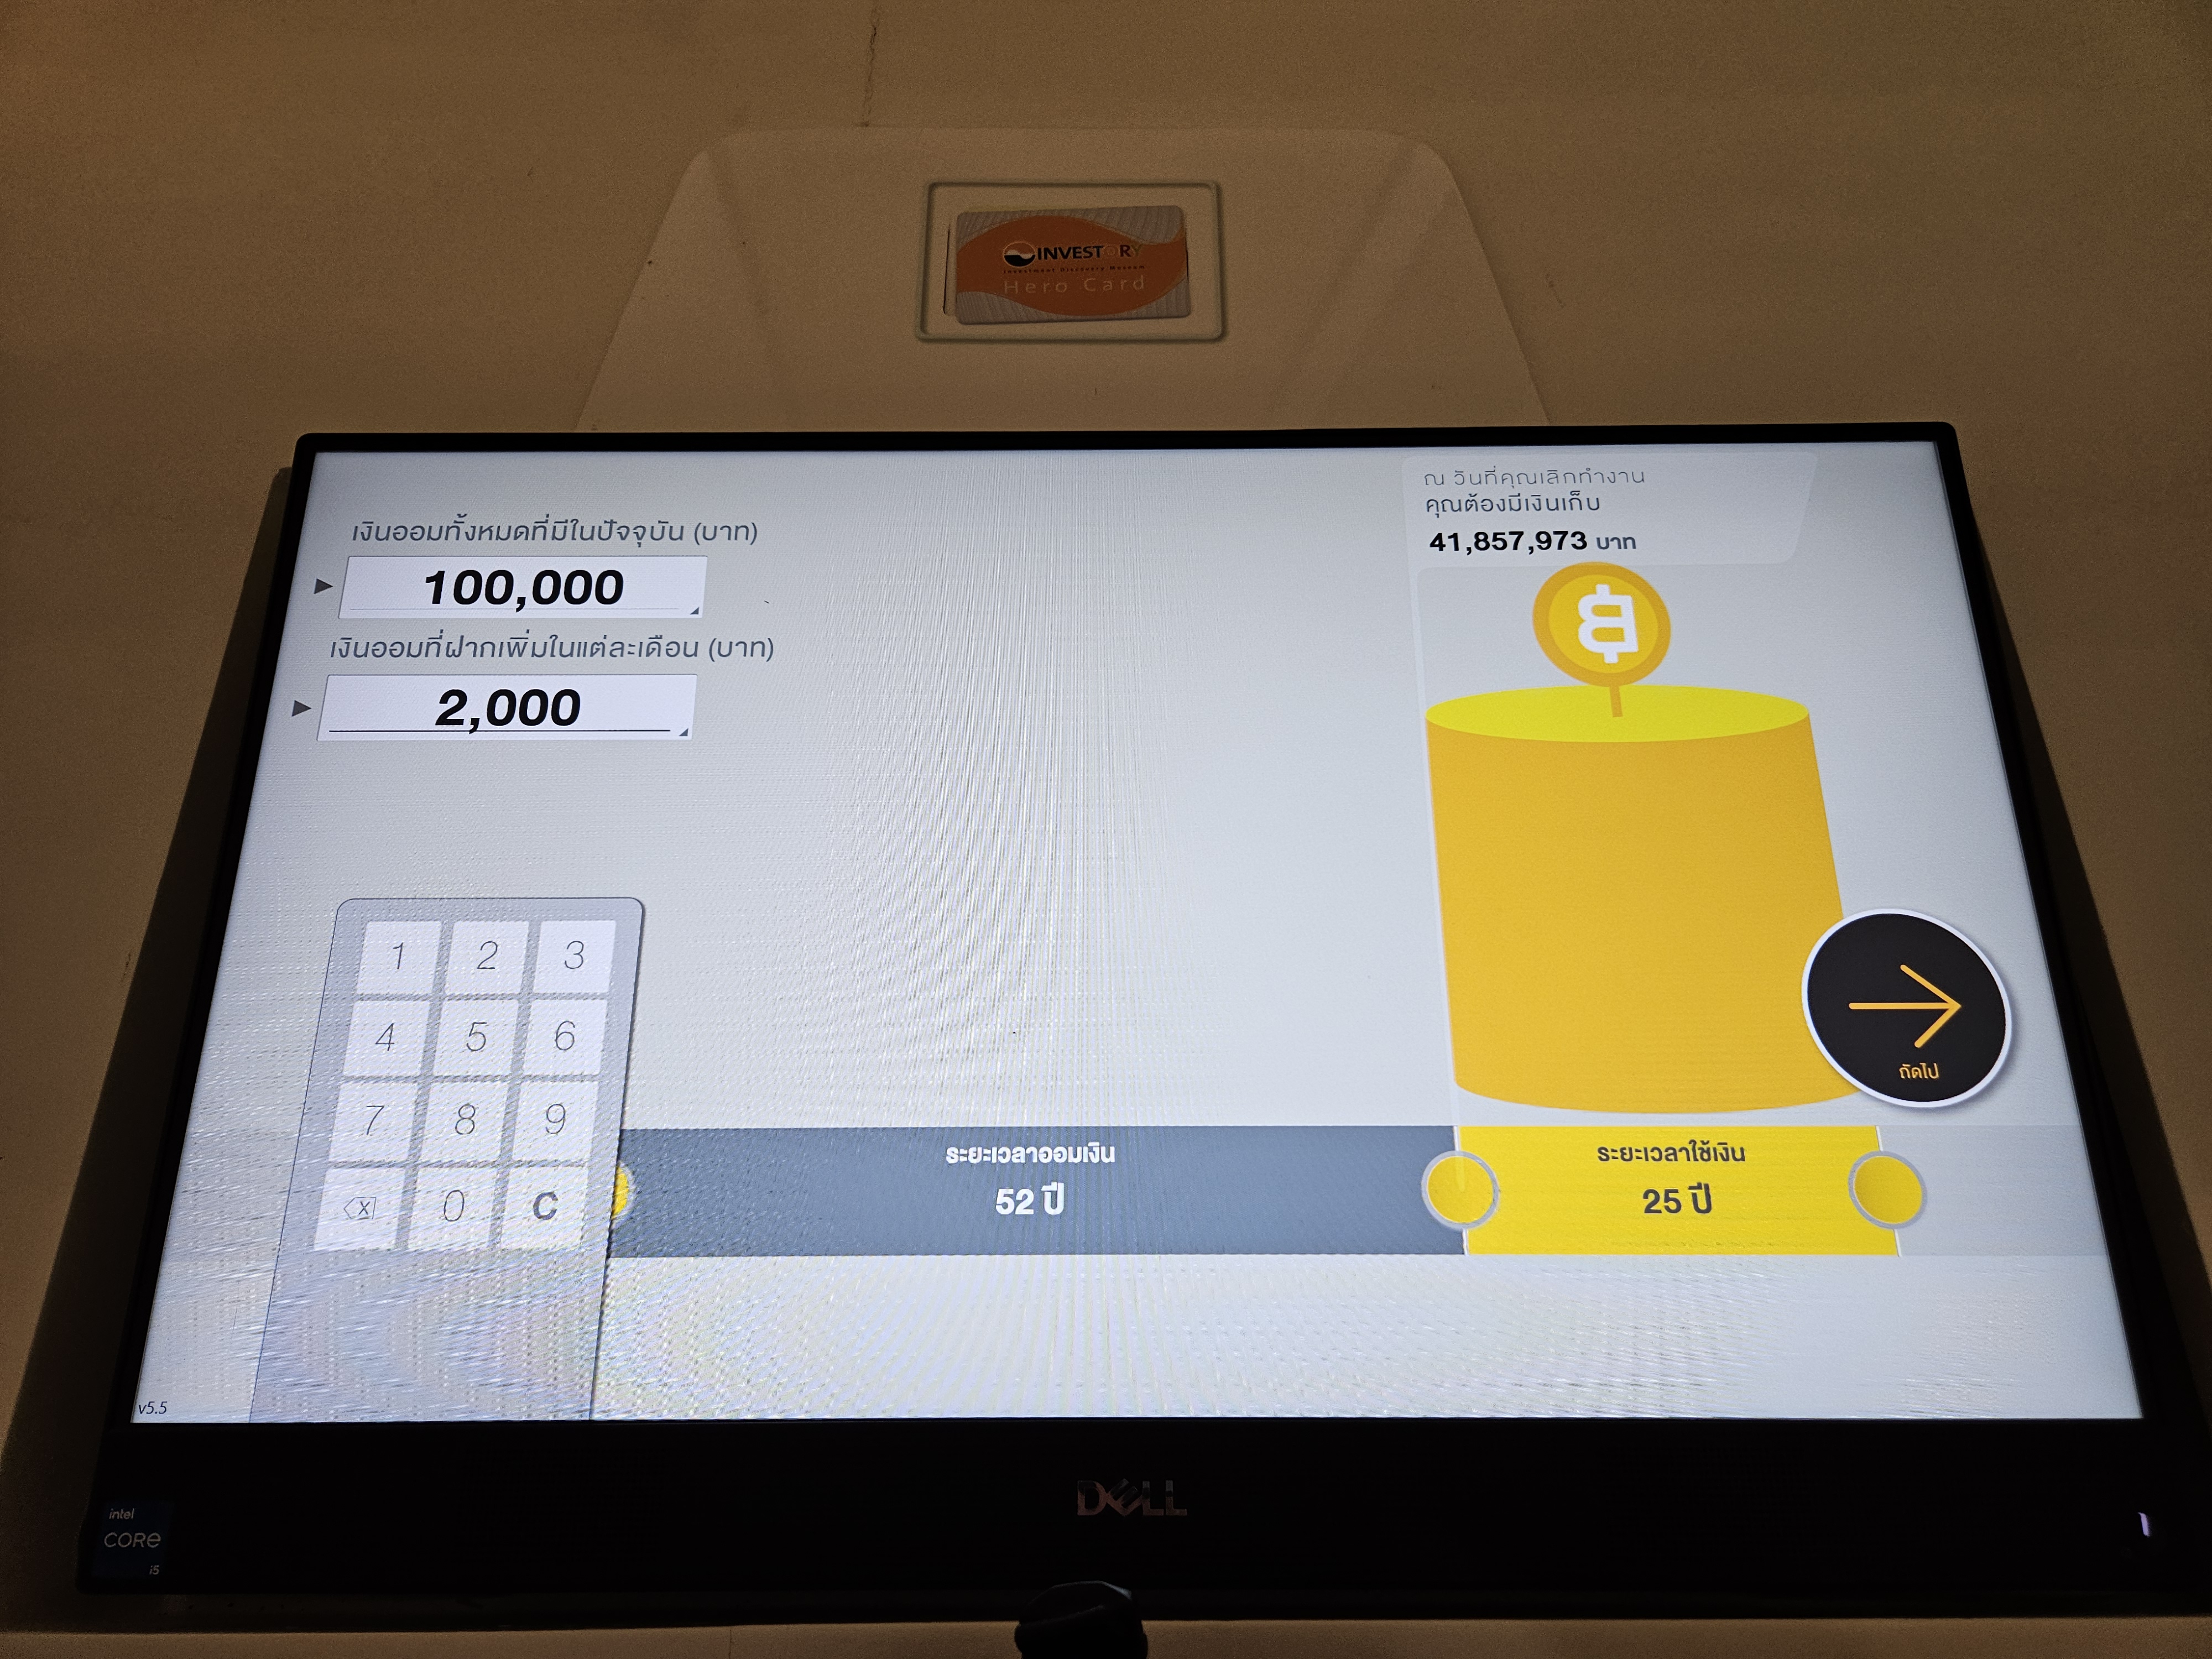 INVESTORY
Investment Discovery Museum
Hero Card
ณ วันที่คุณเลิกทำงาน
คุณต้องมีเงินเก็บ
41,857,973 บาท
เงินออมทั้งหมดที่มีในปัจจุบัน (บาท)
100,000
เงินออมที่ฝากเพิ่มในแต่ละเดือน (บาท)
2,000
฿
1 2 3
4 5 6
7 8 9
X 0 C
ถัดไป
ระยะเวลาออมเงิน
52 ปี
ระยะเวลาใช้เงิน
25 ปี
v5.5
DELL
intel
CORE
i5